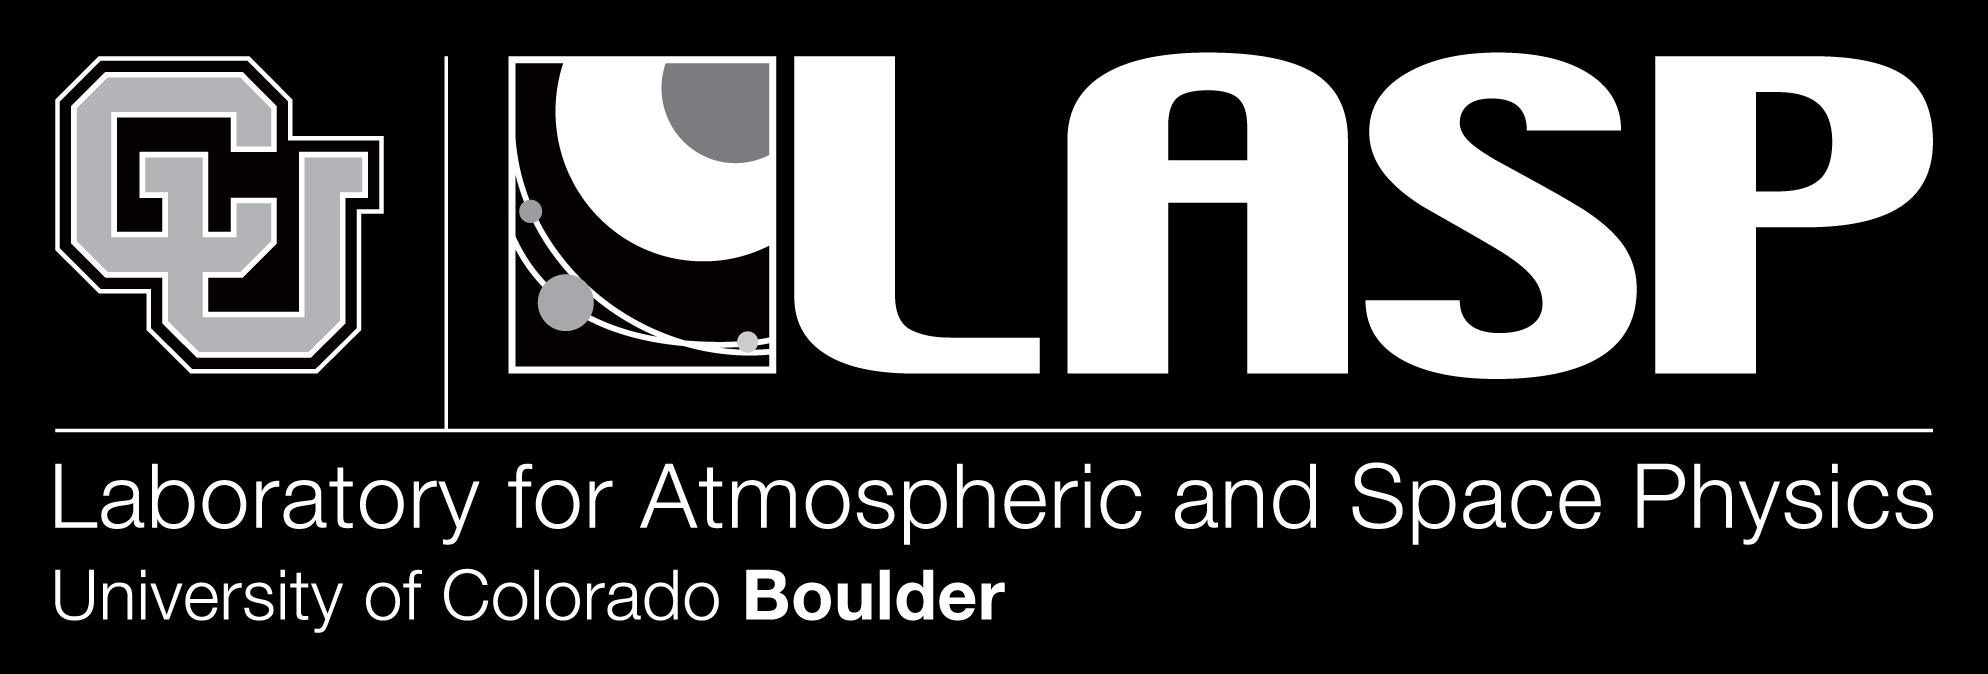 CU
LASP
Laboratory for Atmospheric and Space Physics
University of Colorado Boulder